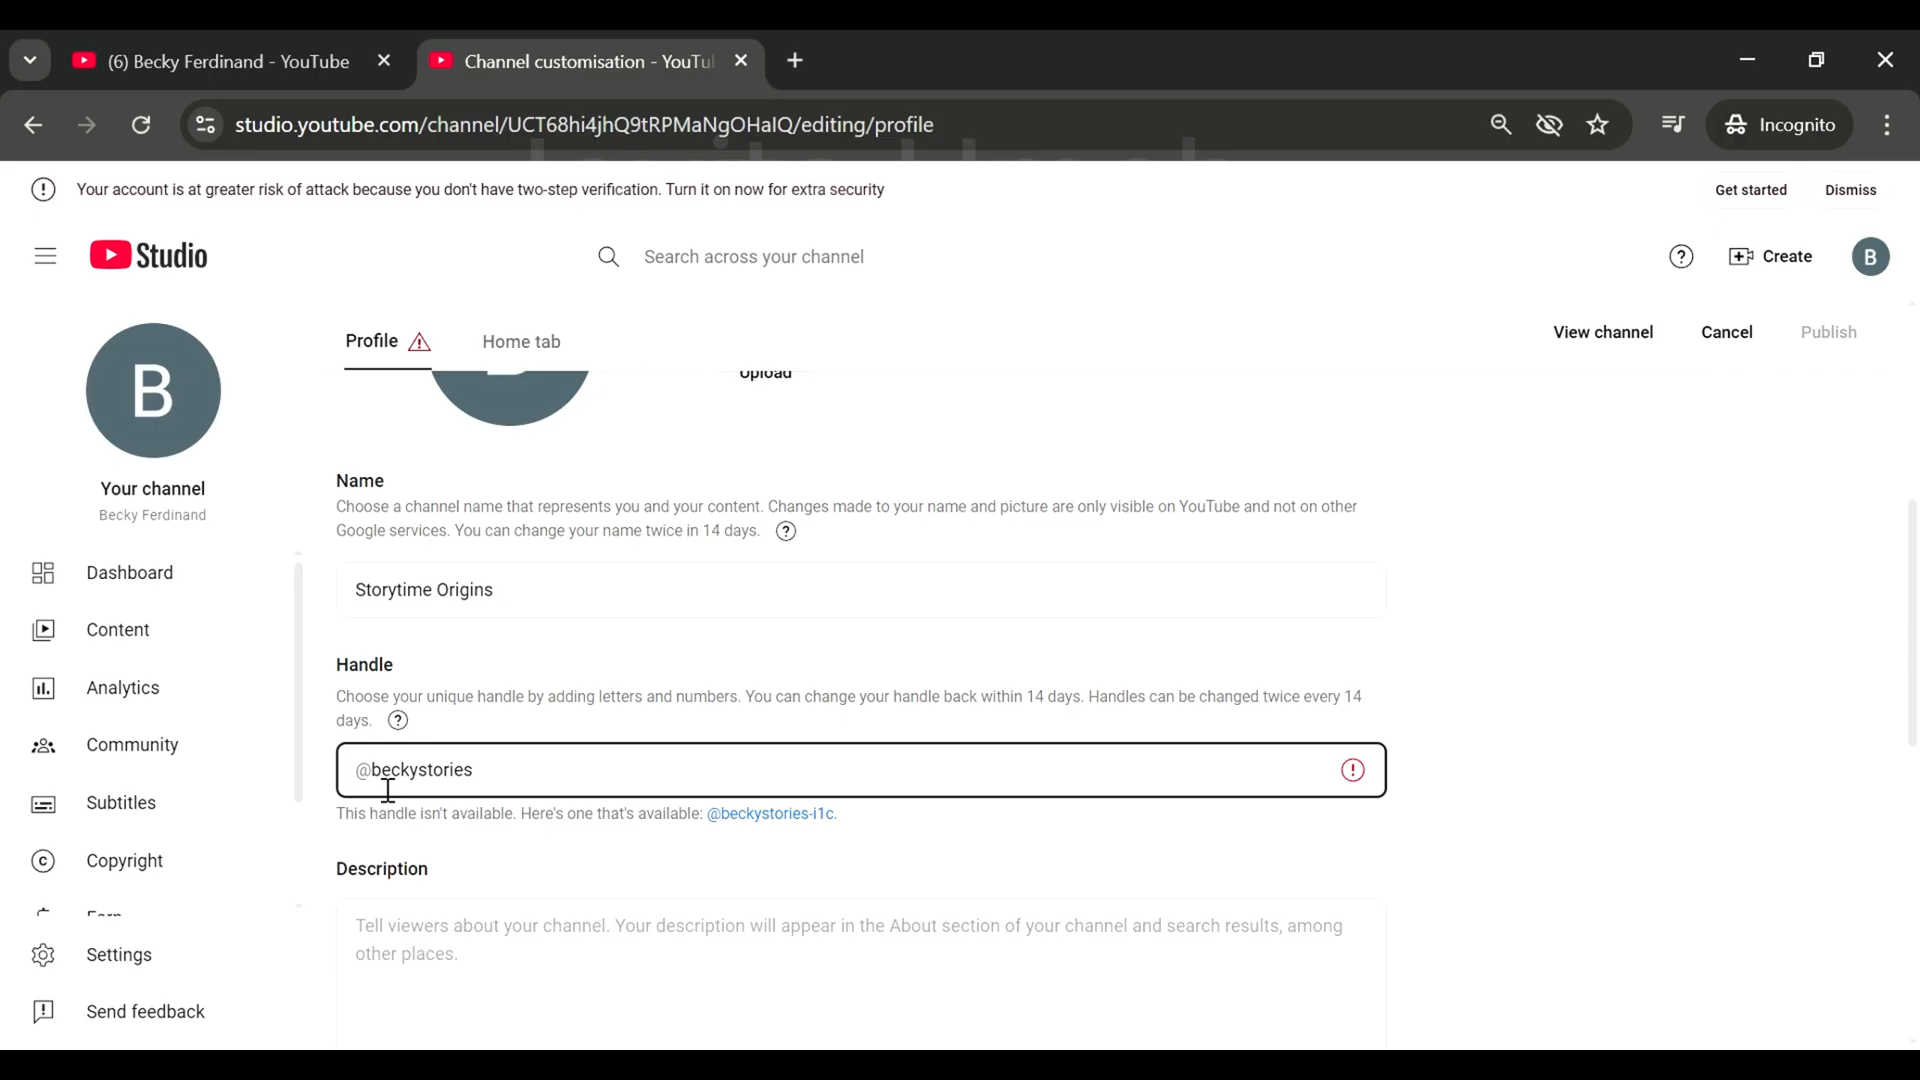 (6) Becky Ferdinand - YouTube
Channel customisation - YouTu
studio.youtube.com/channel/UCT68hi4jhQ9tRPMaNgOHaIQ/editing/profile
Incognito
Your account is at greater risk of attack because you don't have two-step verification. Turn it on now for extra security
Get started
Dismiss
Studio
Search across your channel
Create
B
B
Your channel
Becky Ferdinand
Dashboard
Content
Analytics
Community
Subtitles
Copyright
Earn
Settings
Send feedback
Profile
Home tab
View channel
Cancel
Publish
Upload
Name
Choose a channel name that represents you and your content. Changes made to your name and picture are only visible on YouTube and not on other
Google services. You can change your name twice in 14 days.
Storytime Origins
Handle
Choose your unique handle by adding letters and numbers. You can change your handle back within 14 days. Handles can be changed twice every 14
days.
@beckystories
This handle isn't available. Here's one that's available: @beckystories-i1c.
Description
Tell viewers about your channel. Your description will appear in the About section of your channel and search results, among
other places.